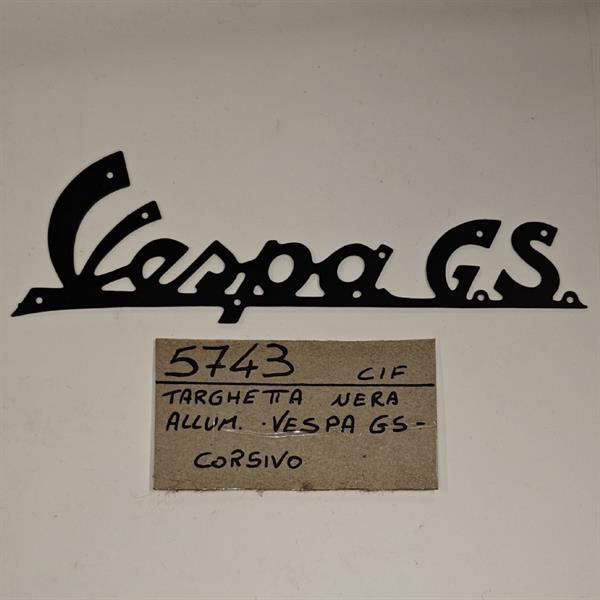 Vespa G.S.
5743 CIF
TARGHETTA NERA
ALLUM. · VESPA GS -
CORSIVO